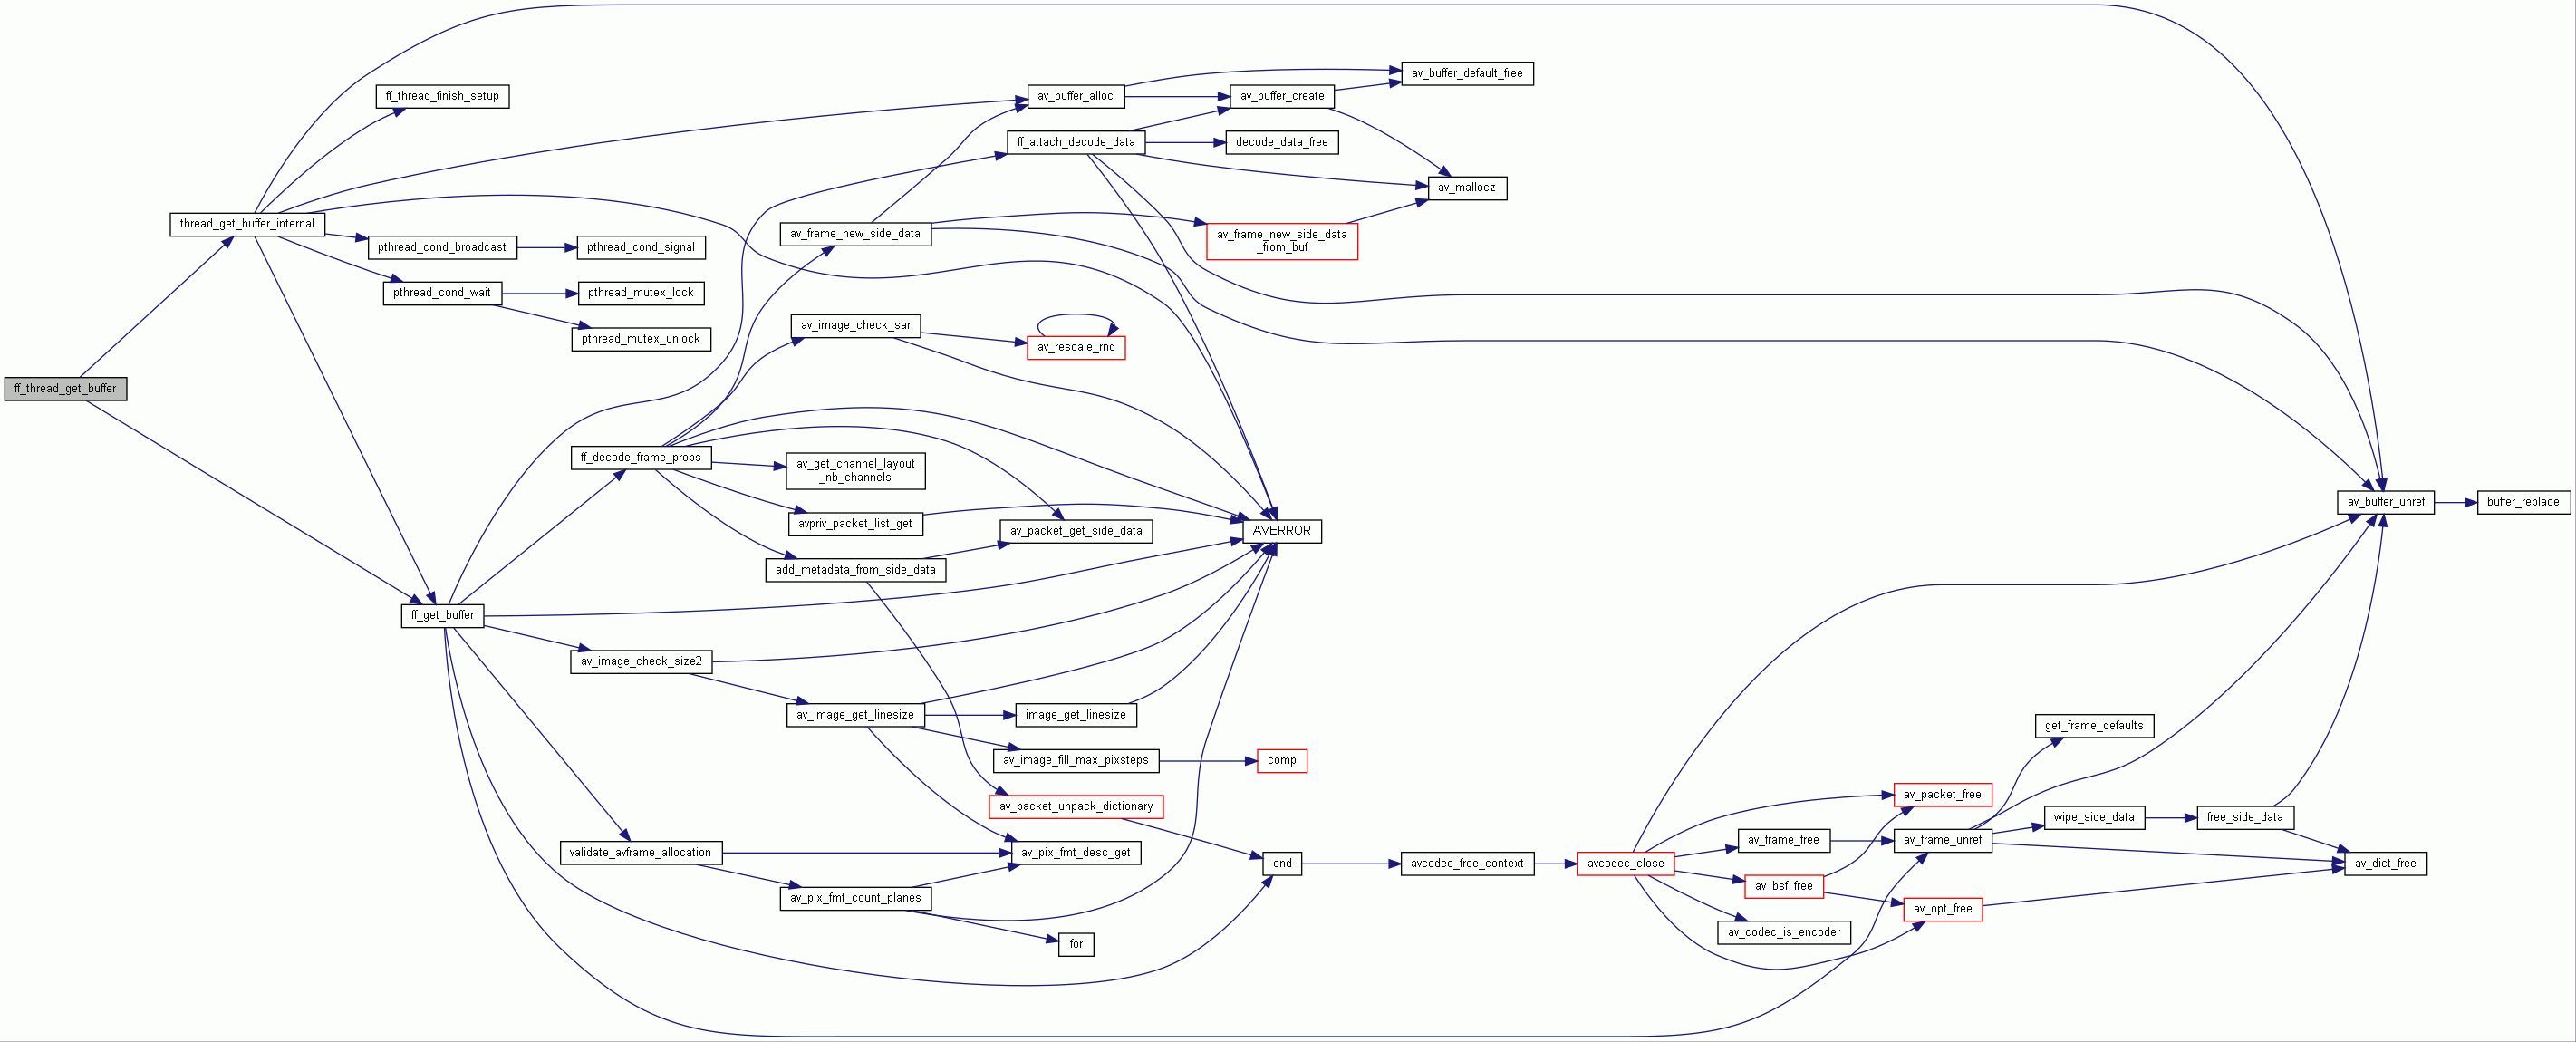 av_buffer_default_free
ff_thread_finish_setup
av_buffer_alloc
av_buffer_create
ff_attach_decode_data
decode_data_free
av_mallocz
thread_get_buffer_internal
av_frame_new_side_data
av_frame_new_side_data
_from_buf
pthread_cond_broadcast
pthread_cond_signal
pthread_cond_wait
pthread_mutex_lock
av_image_check_sar
pthread_mutex_unlock
av_rescale_rnd
ff_thread_get_buffer
ff_decode_frame_props
av_get_channel_layout
_nb_channels
av_buffer_unref
buffer_replace
avpriv_packet_list_get
av_packet_get_side_data
AVERROR
add_metadata_from_side_data
ff_get_buffer
av_image_check_size2
av_image_get_linesize
image_get_linesize
get_frame_defaults
av_image_fill_max_pixsteps
comp
av_packet_free
av_packet_unpack_dictionary
wipe_side_data
free_side_data
av_frame_free
av_frame_unref
validate_avframe_allocation
av_pix_fmt_desc_get
end
avcodec_free_context
avcodec_close
av_dict_free
av_bsf_free
av_pix_fmt_count_planes
av_opt_free
av_codec_is_encoder
for